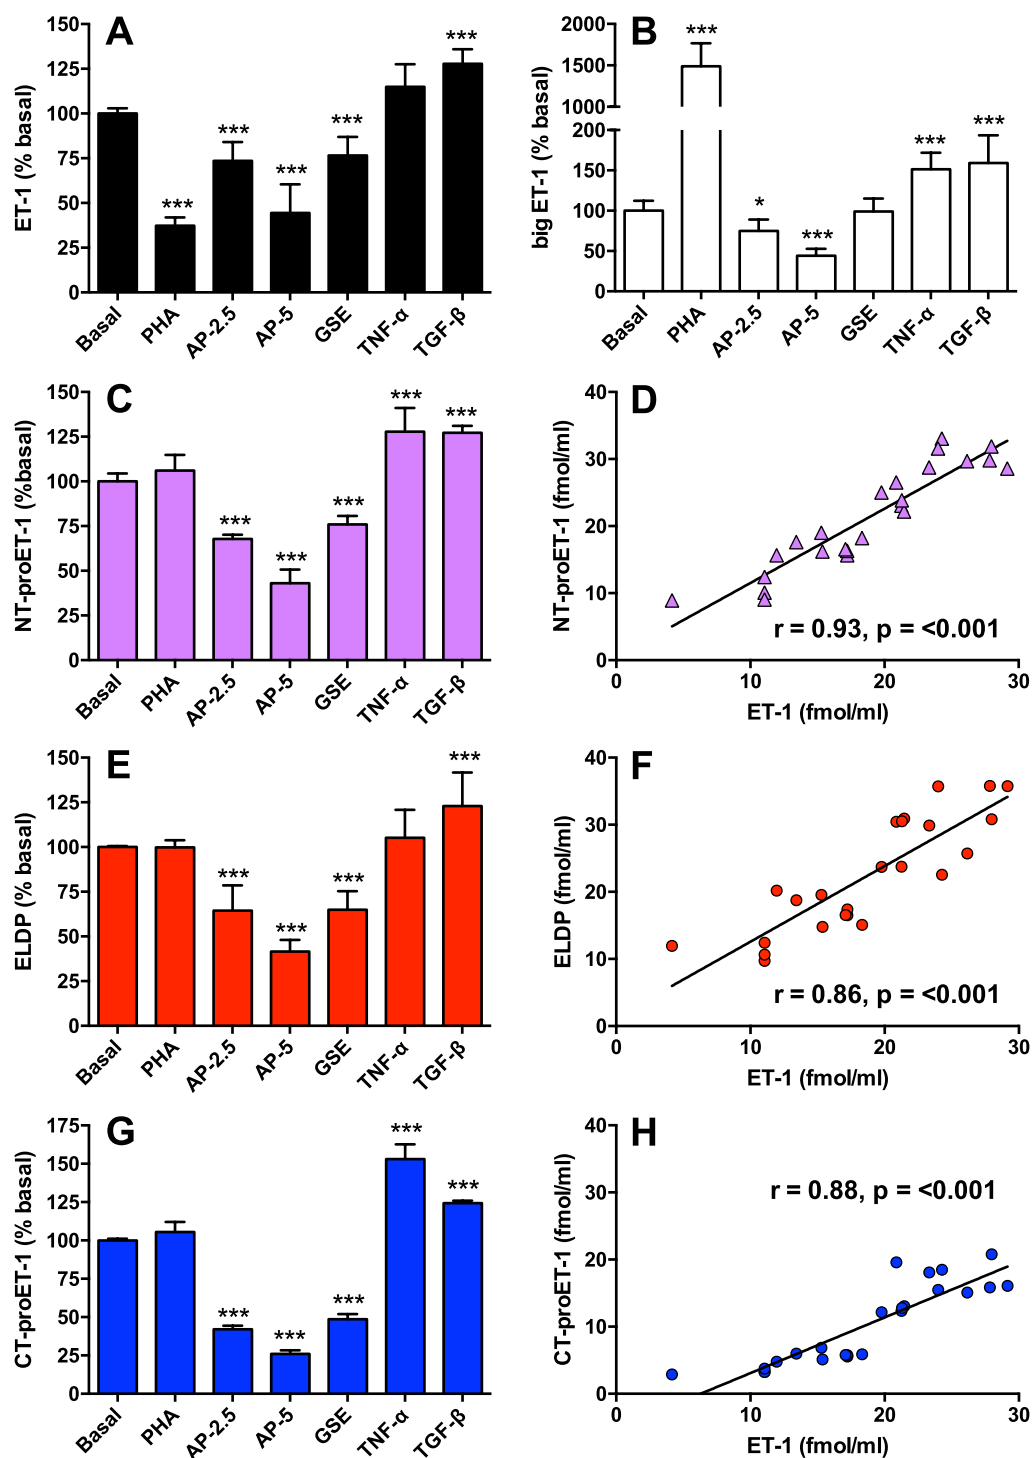 A
ET-1 (% basal)
150
125
100
75
50
25
0
***
***
***
***
***
Basal
PHA
AP-2.5
AP-5
GSE
TNF-α
TGF-β
B
big ET-1 (% basal)
2000
1500
1000
200
150
100
50
0
***
*
***
***
***
Basal
PHA
AP-2.5
AP-5
GSE
TNF-α
TGF-β
C
NT-proET-1 (%basal)
150
125
100
75
50
25
0
***
***
***
***
***
Basal
PHA
AP-2.5
AP-5
GSE
TNF-α
TGF-β
D
NT-proET-1 (fmol/ml)
40
30
20
10
0
r = 0.93, p = <0.001
0 10 20 30
ET-1 (fmol/ml)
E
ELDP (% basal)
150
125
100
75
50
25
0
***
***
***
***
Basal
PHA
AP-2.5
AP-5
GSE
TNF-α
TGF-β
F
ELDP (fmol/ml)
40
30
20
10
0
r = 0.86, p = <0.001
0 10 20 30
ET-1 (fmol/ml)
G
CT-proET-1 (% basal)
175
150
125
100
75
50
25
0
***
***
***
***
***
Basal
PHA
AP-2.5
AP-5
GSE
TNF-α
TGF-β
H
CT-proET-1 (fmol/ml)
40
30
20
10
0
r = 0.88, p = <0.001
0 10 20 30
ET-1 (fmol/ml)